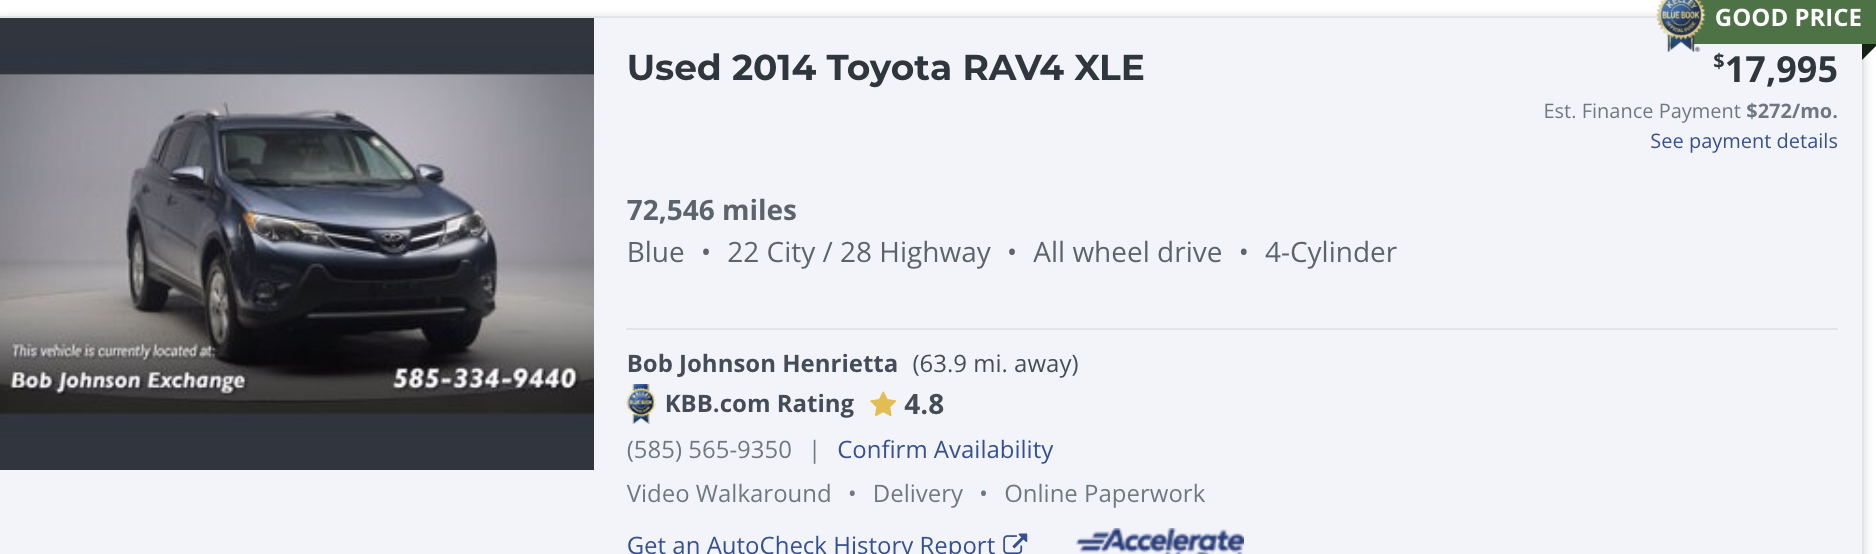 GOOD PRICE
Used 2014 Toyota RAV4 XLE
$17,995
Est. Finance Payment $272/mo.
See payment details
72,546 miles
Blue • 22 City / 28 Highway • All wheel drive • 4-Cylinder
This vehicle is currently located at:
Bob Johnson Exchange 585-334-9440
Bob Johnson Henrietta (63.9 mi. away)
KBB.com Rating 4.8
(585) 565-9350 | Confirm Availability
Video Walkaround • Delivery • Online Paperwork
Get an AutoCheck History Report Accelerate